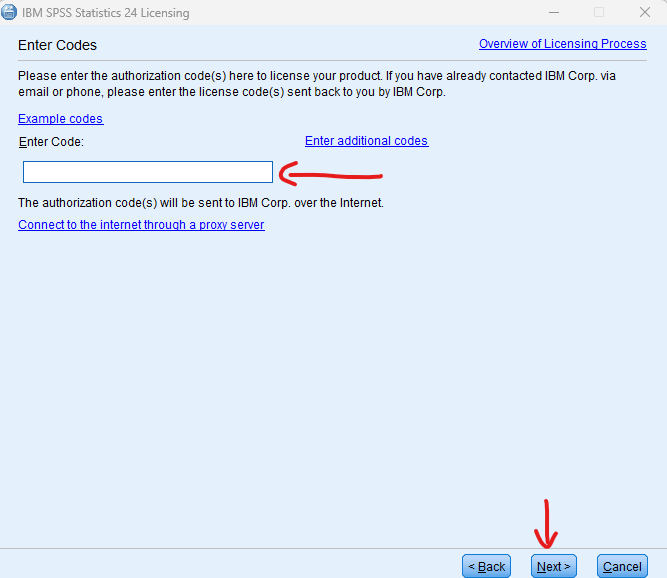 IBM SPSS Statistics 24 Licensing
Enter Codes
Overview of Licensing Process
Please enter the authorization code(s) here to license your product. If you have already contacted IBM Corp. via
email or phone, please enter the license code(s) sent back to you by IBM Corp.
Example codes
Enter Code:
Enter additional codes
The authorization code(s) will be sent to IBM Corp. over the Internet.
Connect to the internet through a proxy server
< Back
Next >
Cancel